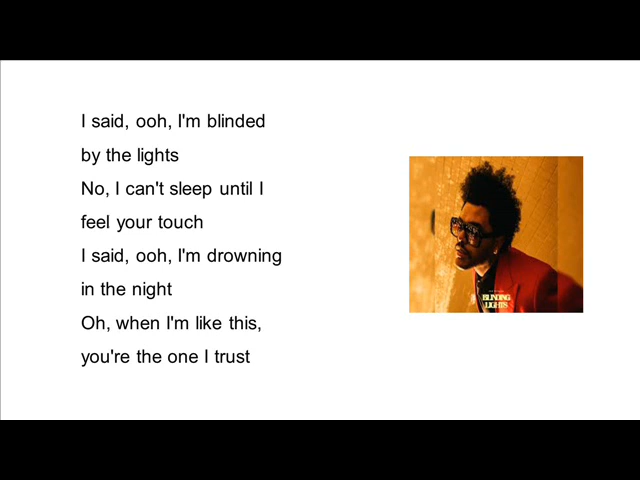 I said, ooh, I'm blinded
by the lights
No, I can't sleep until I
feel your touch
I said, ooh, I'm drowning
in the night
Oh, when I'm like this,
you're the one I trust
BLINDING
LIGHTS